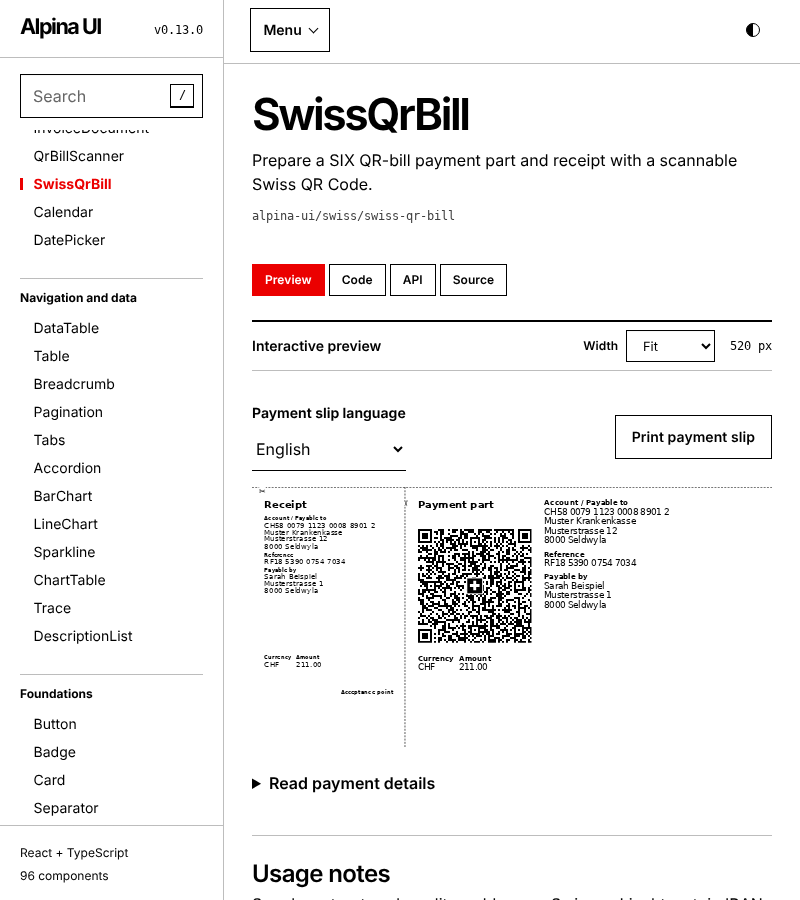 Alpina UI
v0.13.0
Search
/
InvoiceDocument
QrBillScanner
SwissQrBill
Calendar
DatePicker
Navigation and data
DataTable
Table
Breadcrumb
Pagination
Tabs
Accordion
BarChart
LineChart
Sparkline
ChartTable
Trace
DescriptionList
Foundations
Button
Badge
Card
Separator
React + TypeScript
96 components
Menu
SwissQrBill
Prepare a SIX QR-bill payment part and receipt with a scannable
Swiss QR Code.
alpina-ui/swiss/swiss-qr-bill
Preview
Code
API
Source
Interactive preview
Width
Fit
520 px
Payment slip language
English
Print payment slip
Receipt
Account / Payable to
CH58 0079 1123 0008 8901 2
Muster Krankenkasse
Musterstrasse 12
8000 Seldwyla
Reference
RF18 5390 0754 7034
Payable by
Sarah Beispiel
Musterstrasse 1
8000 Seldwyla
Currency Amount
CHF 211.00
Acceptance point
Payment part
Currency Amount
CHF 211.00
Account / Payable to
CH58 0079 1123 0008 8901 2
Muster Krankenkasse
Musterstrasse 12
8000 Seldwyla
Reference
RF18 5390 0754 7034
Payable by
Sarah Beispiel
Musterstrasse 1
8000 Seldwyla
Read payment details
Usage notes